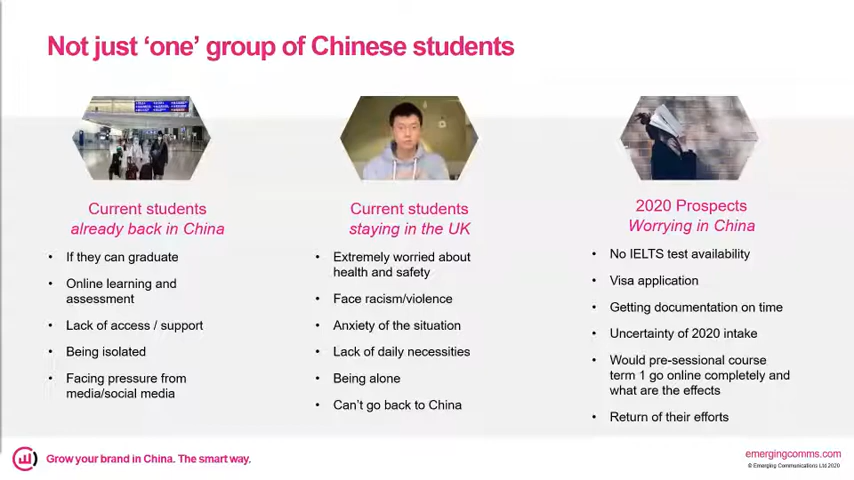 Not just ‘one’ group of Chinese students
Current students
already back in China
• If they can graduate
• Online learning and
assessment
• Lack of access / support
• Being isolated
• Facing pressure from
media/social media
Current students
staying in the UK
• Extremely worried about
health and safety
• Face racism/violence
• Anxiety of the situation
• Lack of daily necessities
• Being alone
• Can’t go back to China
2020 Prospects
Worrying in China
• No IELTS test availability
• Visa application
• Getting documentation on time
• Uncertainty of 2020 intake
• Would pre-sessional course
term 1 go online completely and
what are the effects
• Return of their efforts
Grow your brand in China. The smart way.
emergingcomms.com
© Emerging Communications Ltd 2020